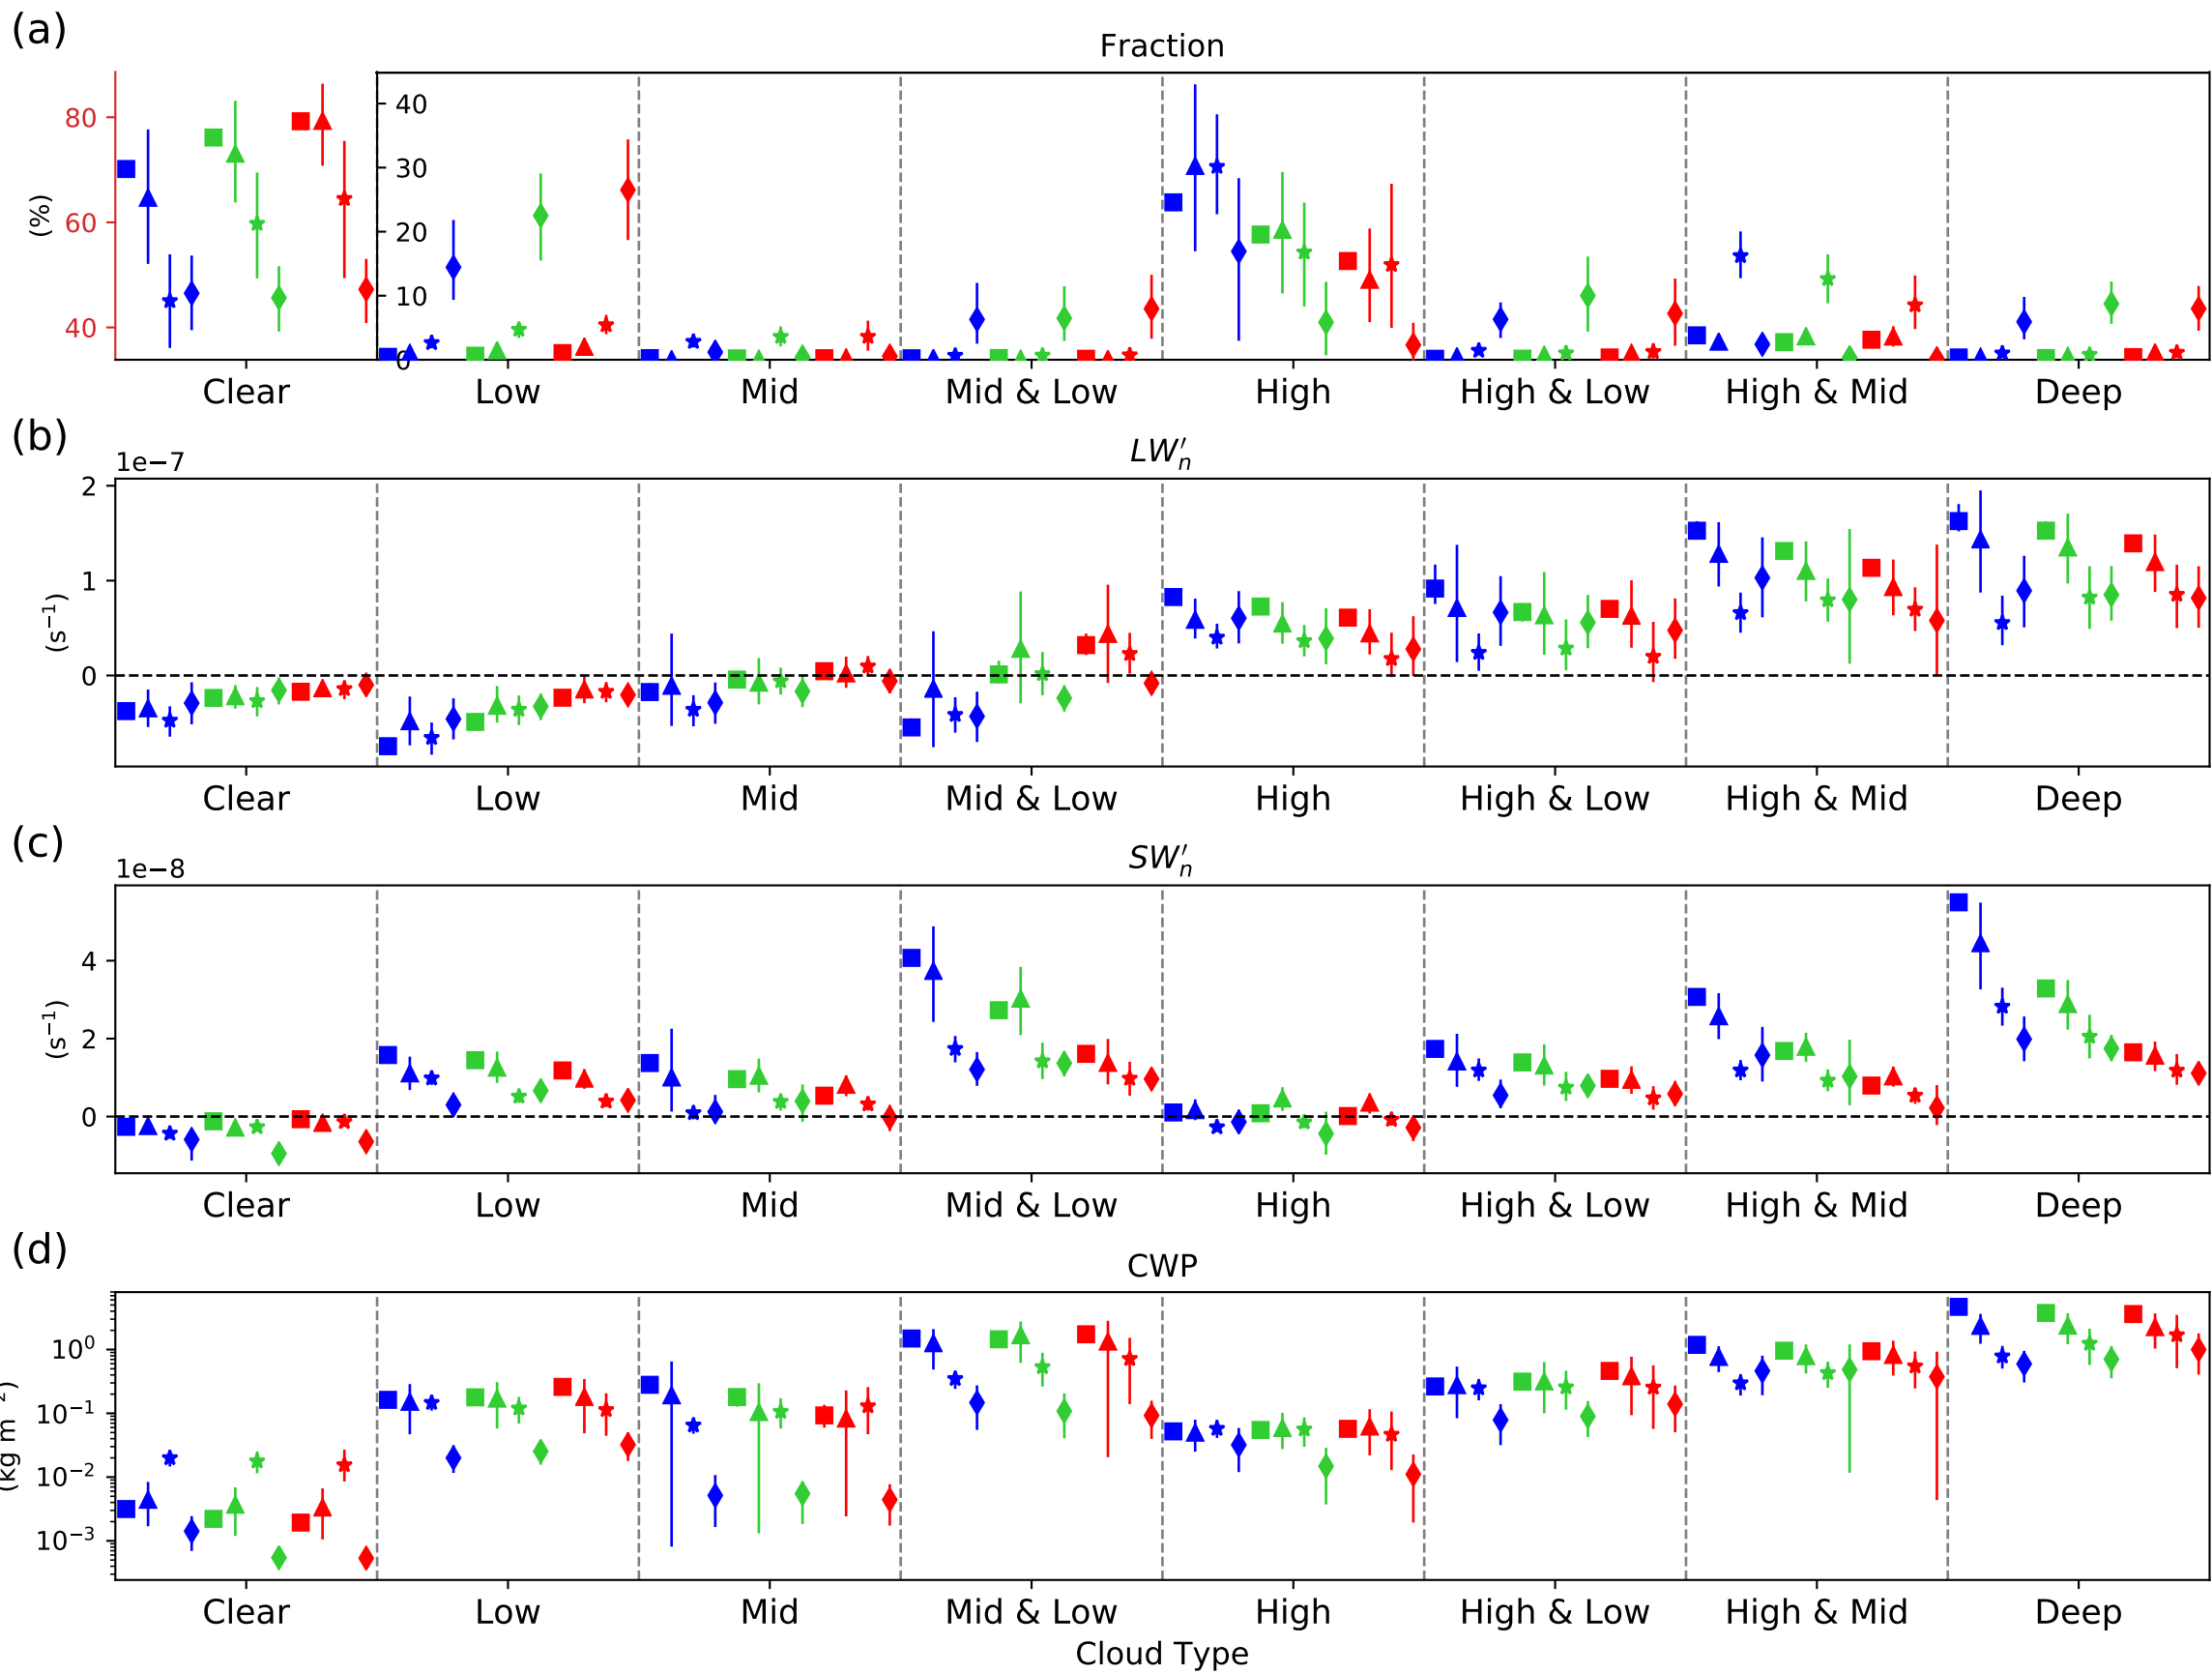 (a)
Fraction
(%)
80
60
40
40
30
20
10
0
Clear Low Mid Mid & Low High High & Low High & Mid Deep
(b)
1e−7
LW′n
(s−1)
2
1
0
Clear Low Mid Mid & Low High High & Low High & Mid Deep
(c)
1e−8
SW′n
(s−1)
4
2
0
Clear Low Mid Mid & Low High High & Low High & Mid Deep
(d)
CWP
(kg m 2)
10^0
10^−1
10^−2
10^−3
Clear Low Mid Mid & Low High High & Low High & Mid Deep
Cloud Type